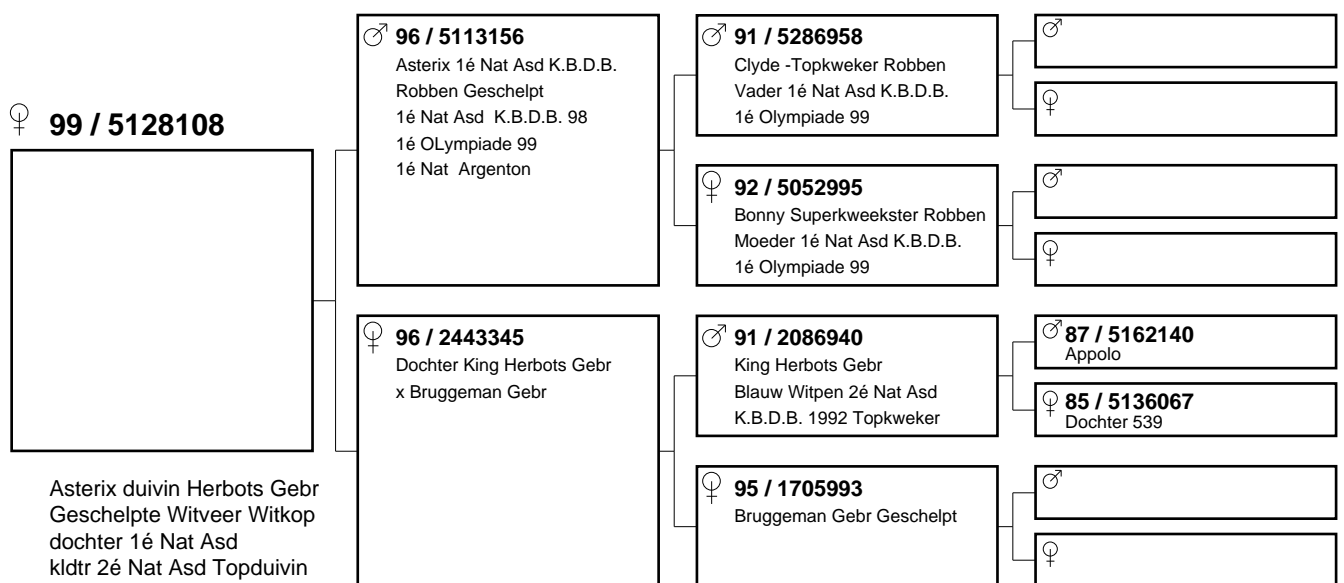 99 / 5128108
Asterix duivin Herbots Gebr
Geschelpte Witveer Witkop
dochter 1é Nat Asd
kldtr 2é Nat Asd Topduivin
96 / 5113156
Asterix 1é Nat Asd K.B.D.B.
Robben Geschelpt
1é Nat Asd K.B.D.B. 98
1é OLympiade 99
1é Nat Argenton
96 / 2443345
Dochter King Herbots Gebr
x Bruggeman Gebr
91 / 5286958
Clyde -Topkweker Robben
Vader 1é Nat Asd K.B.D.B.
1é Olympiade 99
92 / 5052995
Bonny Superkweekster Robben
Moeder 1é Nat Asd K.B.D.B.
1é Olympiade 99
91 / 2086940
King Herbots Gebr
Blauw Witpen 2é Nat Asd
K.B.D.B. 1992 Topkweker
95 / 1705993
Bruggeman Gebr Geschelpt
87 / 5162140
Appolo
85 / 5136067
Dochter 539